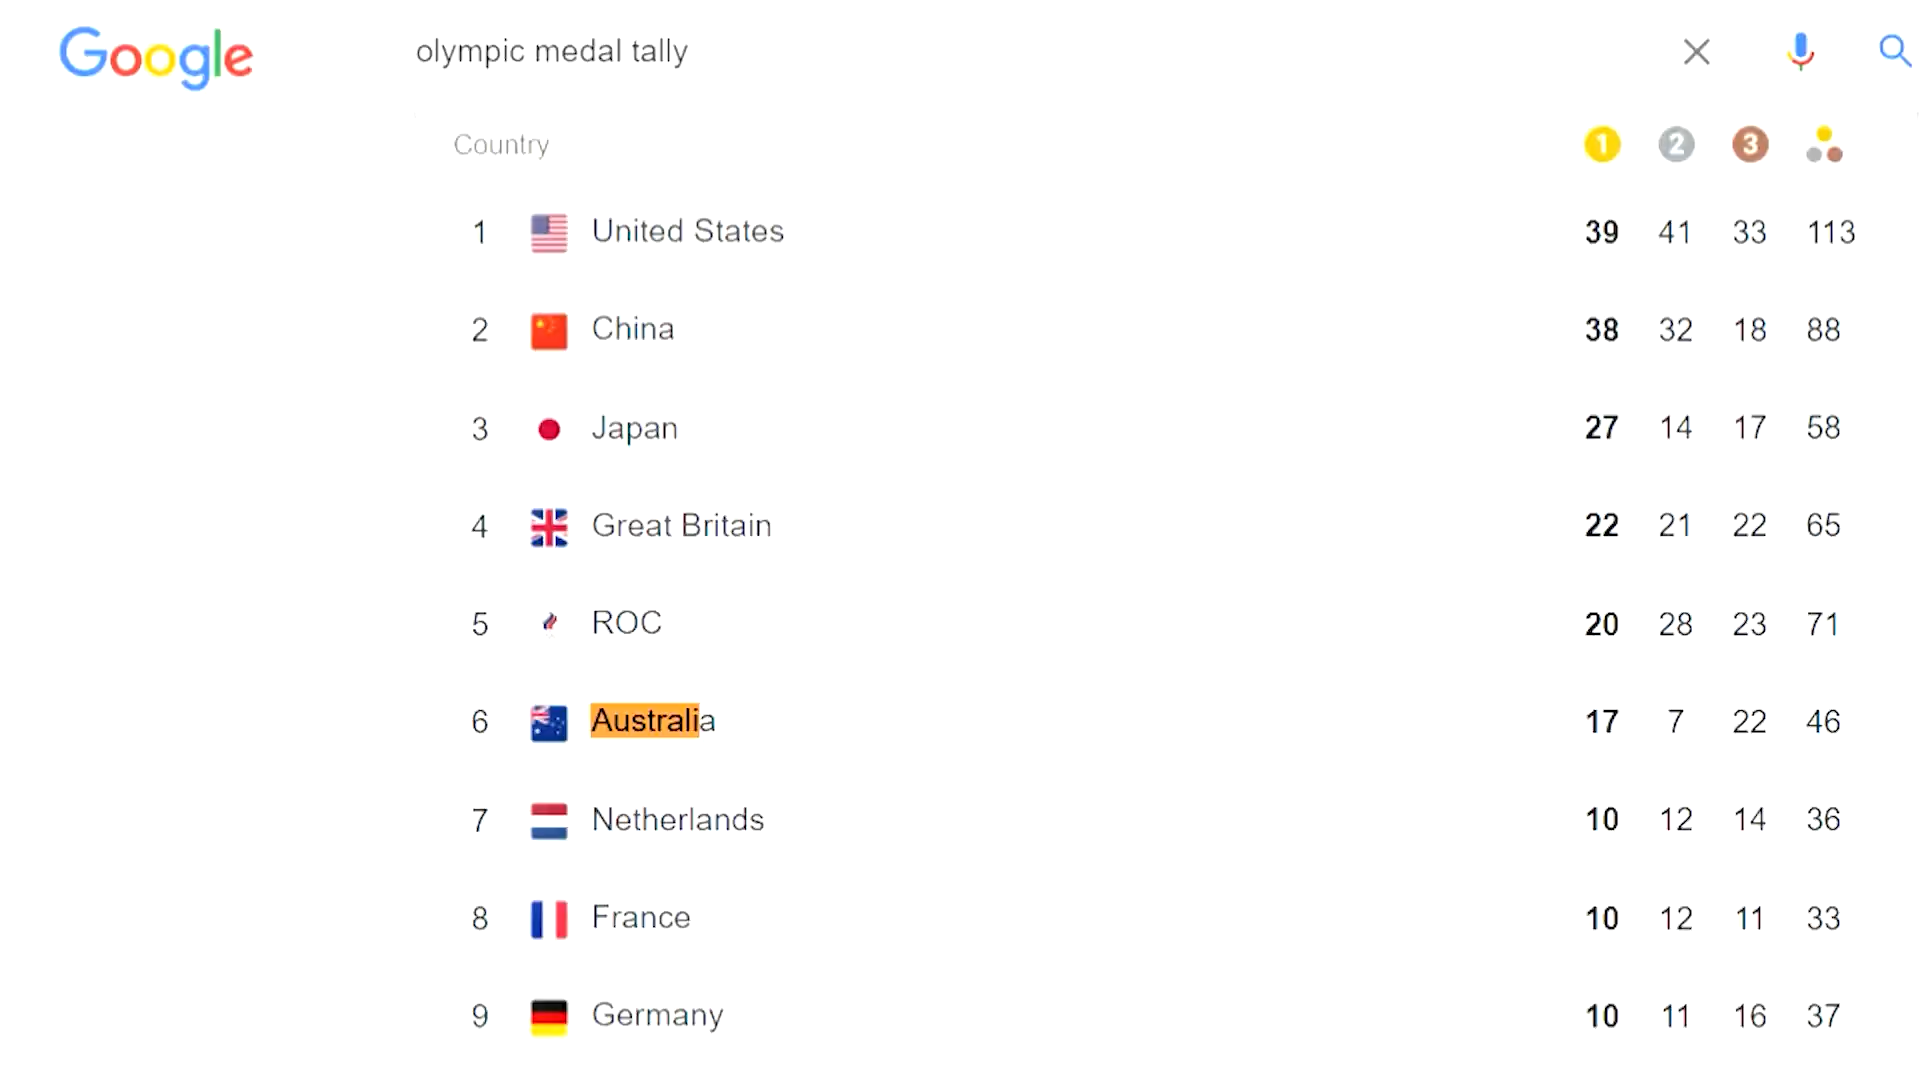 Google olympic medal tally
Country 1 2 3
1 United States 39 41 33 113
2 China 38 32 18 88
3 Japan 27 14 17 58
4 Great Britain 22 21 22 65
5 ROC 20 28 23 71
6 Australia 17 7 22 46
7 Netherlands 10 12 14 36
8 France 10 12 11 33
9 Germany 10 11 16 37